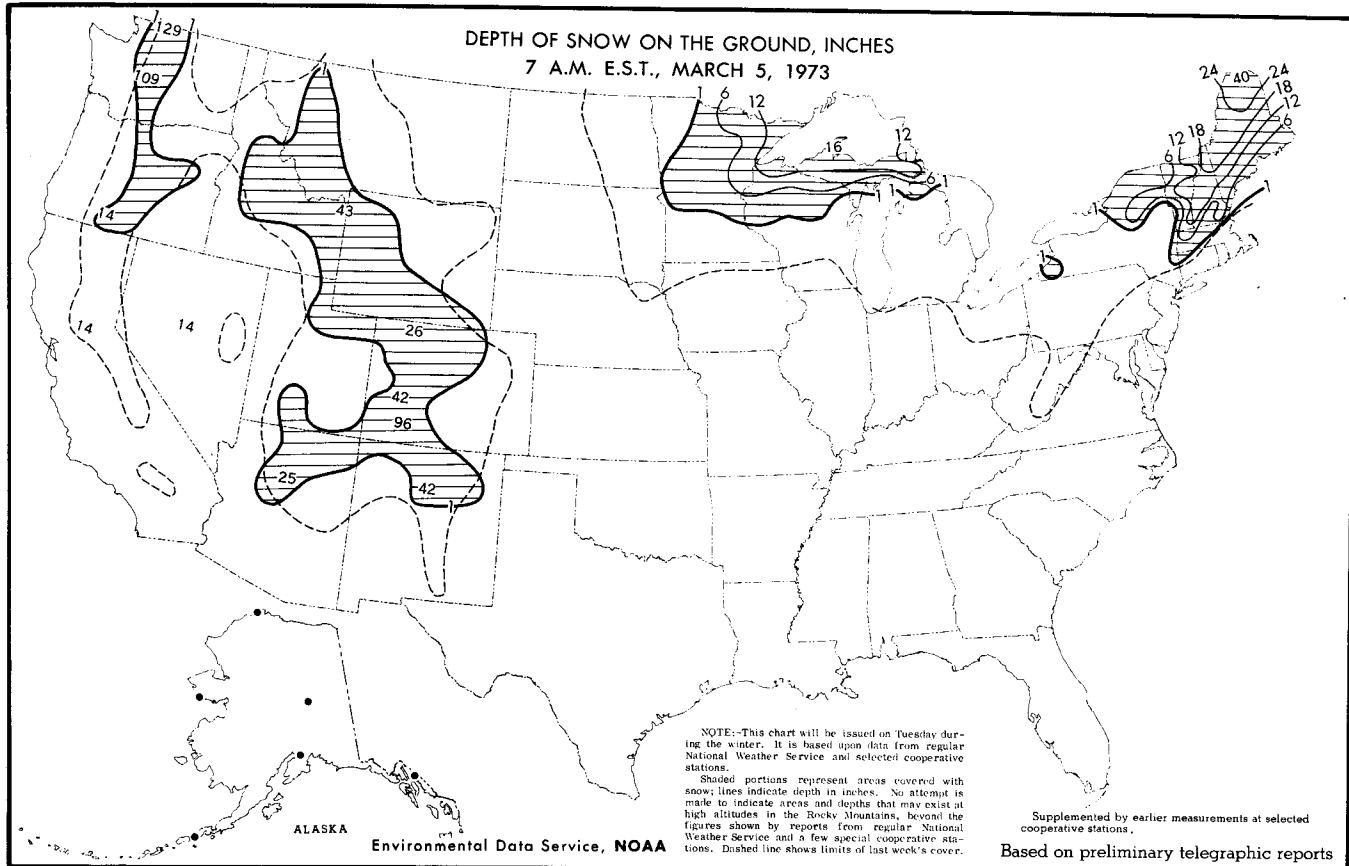 DEPTH OF SNOW ON THE GROUND, INCHES
7 A.M. E.S.T., MARCH 5, 1973
1 129 1
109
1
14
43
14
14
26
42
96
25
42
1
1 6 12
16
12
6
1 1 1
24 40 24
18
12
6
12 18
6
1
1
1
ALASKA
Environmental Data Service, NOAA
NOTE:-This chart will be issued on Tuesday dur-
ing the winter. It is based upon data from regular
National Weather Service and selected cooperative
stations.
Shaded portions represent areas covered with
snow; lines indicate depth in inches. No attempt is
made to indicate areas and depths that may exist at
high altitudes in the Rocky Mountains, beyond the
figures shown by reports from regular National
Weather Service and a few special cooperative sta-
tions. Dashed line shows limits of last week's cover.
Supplemented by earlier measurements at selected
cooperative stations.
Based on preliminary telegraphic reports